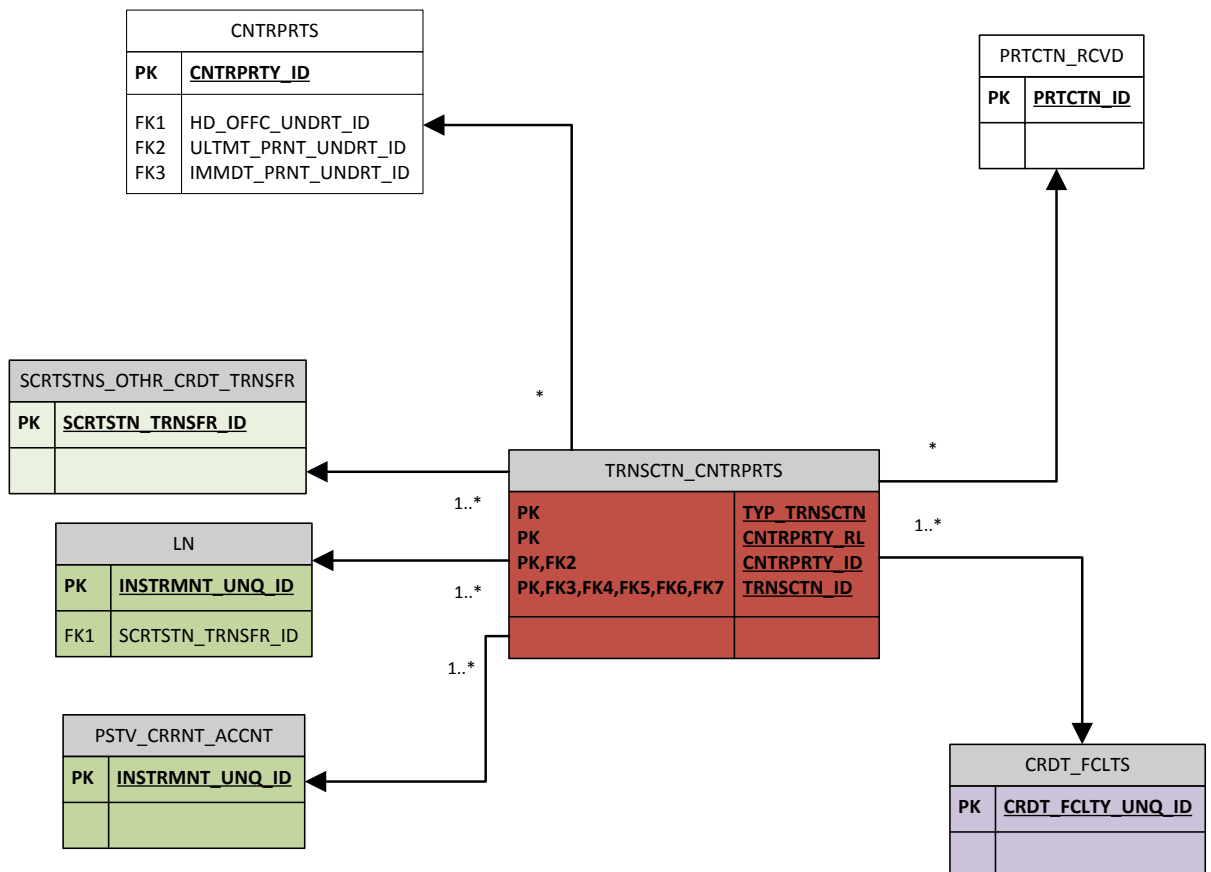 CNTRPRTS
PK CNTRPRTY_ID
FK1 HD_OFFC_UNDRT_ID
FK2 ULTMT_PRNT_UNDRT_ID
FK3 IMMDT_PRNT_UNDRT_ID
PRTCTN_RCVD
PK PRTCTN_ID
SCRTSTNS_OTHR_CRDT_TRNSFR
PK SCRTSTN_TRNSFR_ID
*
*
1..*
TRNSCTN_CNTRPRTS
PK TYP_TRNSCTN
PK CNTRPRTY_RL
PK,FK2 CNTRPRTY_ID
PK,FK3,FK4,FK5,FK6,FK7 TRNSCTN_ID
1..*
LN
PK INSTRMNT_UNQ_ID
FK1 SCRTSTN_TRNSFR_ID
1..*
1..*
PSTV_CRRNT_ACCNT
PK INSTRMNT_UNQ_ID
CRDT_FCLTS
PK CRDT_FCLTY_UNQ_ID